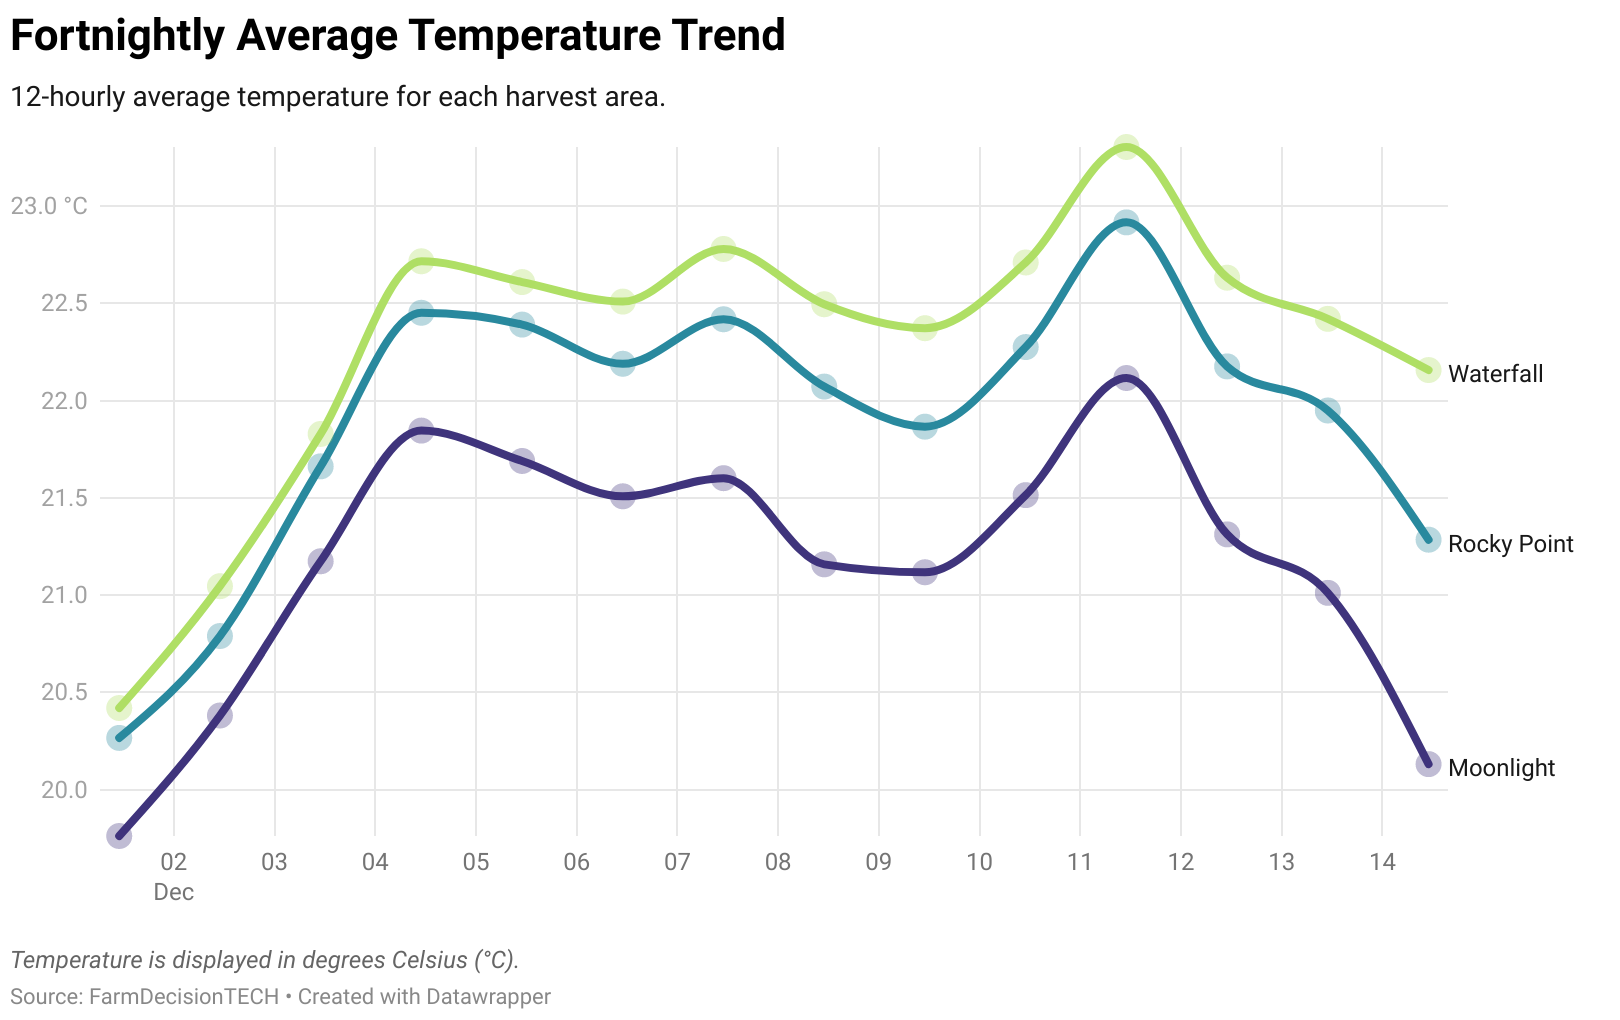 Fortnightly Average Temperature Trend
12-hourly average temperature for each harvest area.
23.0 °C
22.5
22.0
21.5
21.0
20.5
20.0
Waterfall
Rocky Point
Moonlight
02 03 04 05 06 07 08 09 10 11 12 13 14
Dec
Temperature is displayed in degrees Celsius (°C).
Source: FarmDecisionTECH • Created with Datawrapper